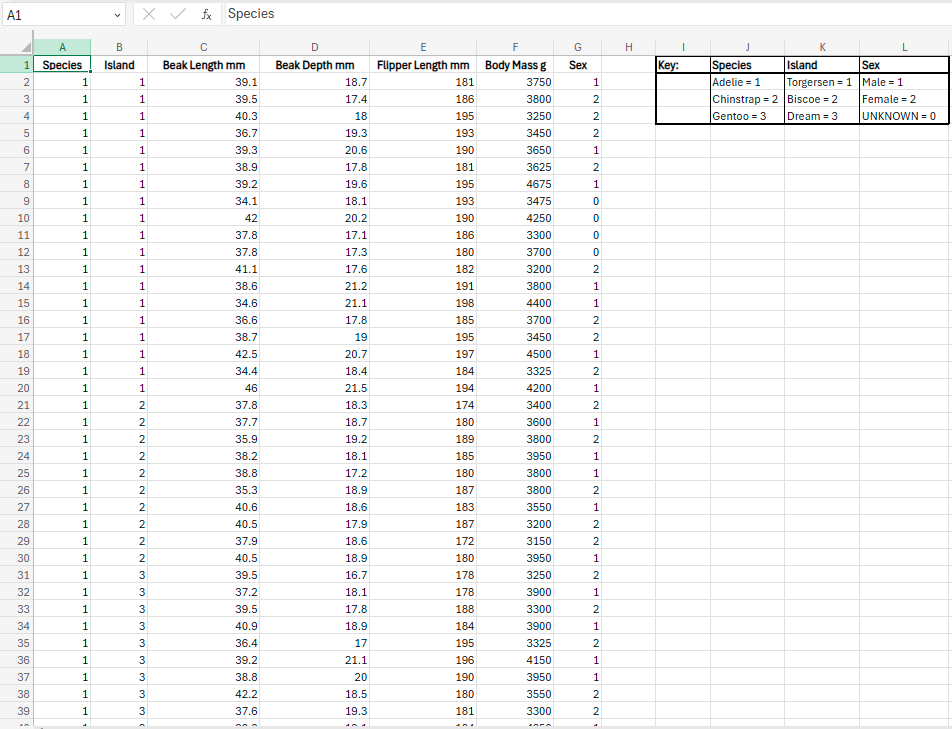 A1 fx Species
A B C D E F G H I J K L
1 Species Island Beak Length mm Beak Depth mm Flipper Length mm Body Mass g Sex Key: Species Island Sex
2 1 1 39.1 18.7 181 3750 1 Adelie = 1 Torgersen = 1 Male = 1
3 1 1 39.5 17.4 186 3800 2 Chinstrap = 2 Biscoe = 2 Female = 2
4 1 1 40.3 18 195 3250 2 Gentoo = 3 Dream = 3 UNKNOWN = 0
5 1 1 36.7 19.3 193 3450 2
6 1 1 39.3 20.6 190 3650 1
7 1 1 38.9 17.8 181 3625 2
8 1 1 39.2 19.6 195 4675 1
9 1 1 34.1 18.1 193 3475 0
10 1 1 42 20.2 190 4250 0
11 1 1 37.8 17.1 186 3300 0
12 1 1 37.8 17.3 180 3700 0
13 1 1 41.1 17.6 182 3200 2
14 1 1 38.6 21.2 191 3800 1
15 1 1 34.6 21.1 198 4400 1
16 1 1 36.6 17.8 185 3700 2
17 1 1 38.7 19 195 3450 2
18 1 1 42.5 20.7 197 4500 1
19 1 1 34.4 18.4 184 3325 2
20 1 1 46 21.5 194 4200 1
21 1 2 37.8 18.3 174 3400 2
22 1 2 37.7 18.7 180 3600 1
23 1 2 35.9 19.2 189 3800 2
24 1 2 38.2 18.1 185 3950 1
25 1 2 38.8 17.2 180 3800 1
26 1 2 35.3 18.9 187 3800 2
27 1 2 40.6 18.6 183 3550 1
28 1 2 40.5 17.9 187 3200 2
29 1 2 37.9 18.6 172 3150 2
30 1 2 40.5 18.9 180 3950 1
31 1 3 39.5 16.7 178 3250 2
32 1 3 37.2 18.1 178 3900 1
33 1 3 39.5 17.8 188 3300 2
34 1 3 40.9 18.9 184 3900 1
35 1 3 36.4 17 195 3325 2
36 1 3 39.2 21.1 196 4150 1
37 1 3 38.8 20 190 3950 1
38 1 3 42.2 18.5 180 3550 2
39 1 3 37.6 19.3 181 3300 2